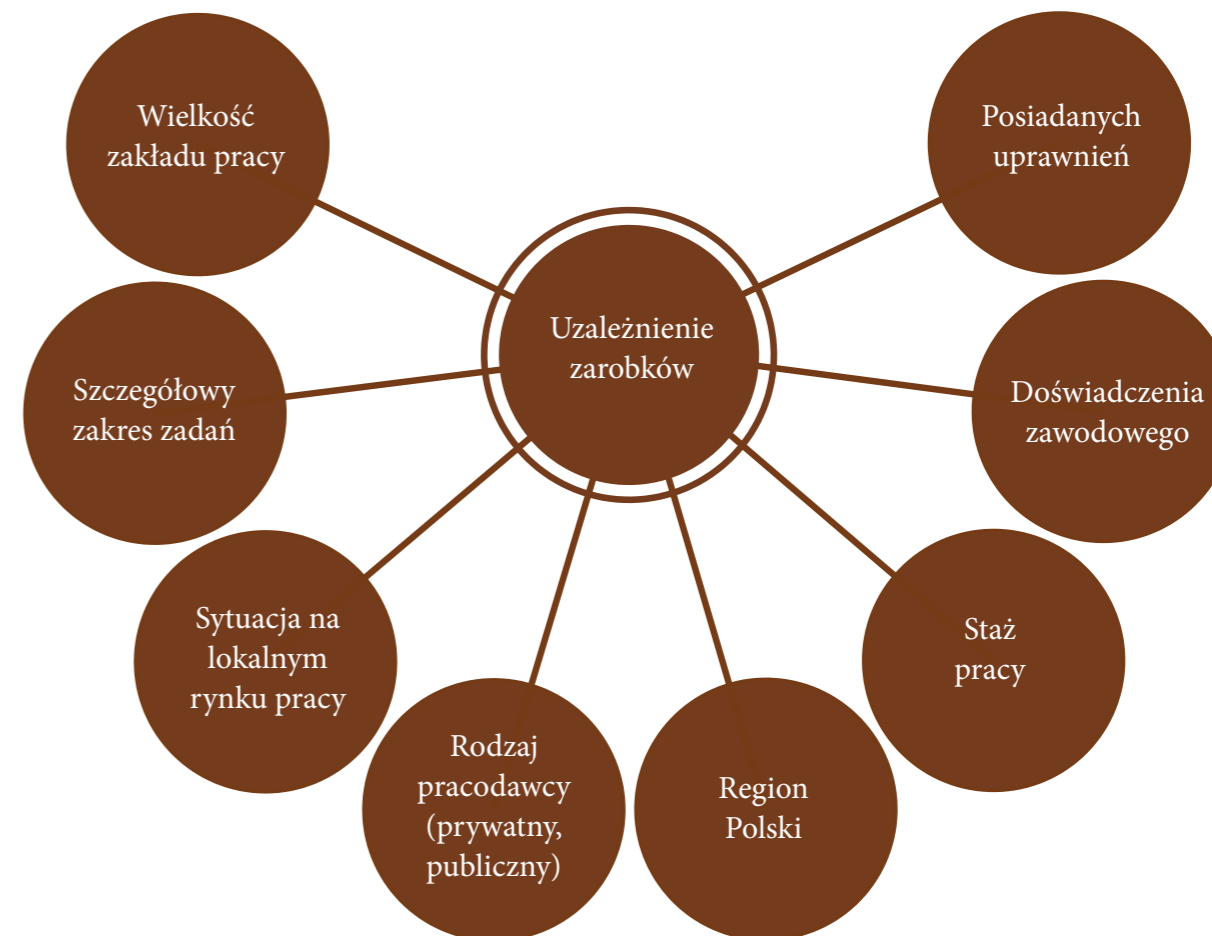 Wielkość
zakładu pracy
Posiadanych
uprawnień
Uzależnienie
zarobków
Szczegółowy
zakres zadań
Doświadczenia
zawodowego
Sytuacja na
lokalnym
rynku pracy
Staż
pracy
Rodzaj
pracodawcy
(prywatny,
publiczny)
Region
Polski